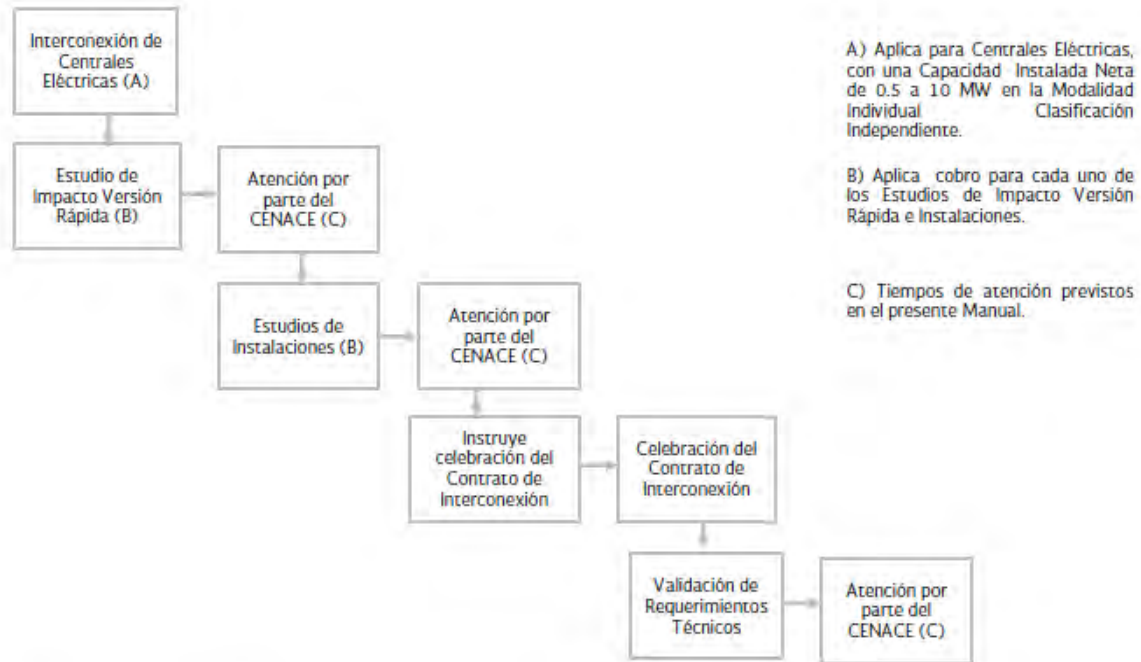 Interconexión de
Centrales
Eléctricas (A)
Estudio de
Impacto Versión
Rápida (B)
Atención por
parte del
CENACE (C)
Estudios de
Instalaciones (B)
Atención por
parte del
CENACE (C)
Instruye
celebración del
Contrato de
Interconexión
Celebración del
Contrato de
Interconexión
Validación de
Requerimientos
Técnicos
Atención por
parte del
CENACE (C)
A) Aplica para Centrales Eléctricas,
con una Capacidad Instalada Neta
de 0.5 a 10 MW en la Modalidad
Individual Clasificación
Independiente.
B) Aplica cobro para cada uno de
los Estudios de Impacto Versión
Rápida e Instalaciones.
C) Tiempos de atención previstos
en el presente Manual.